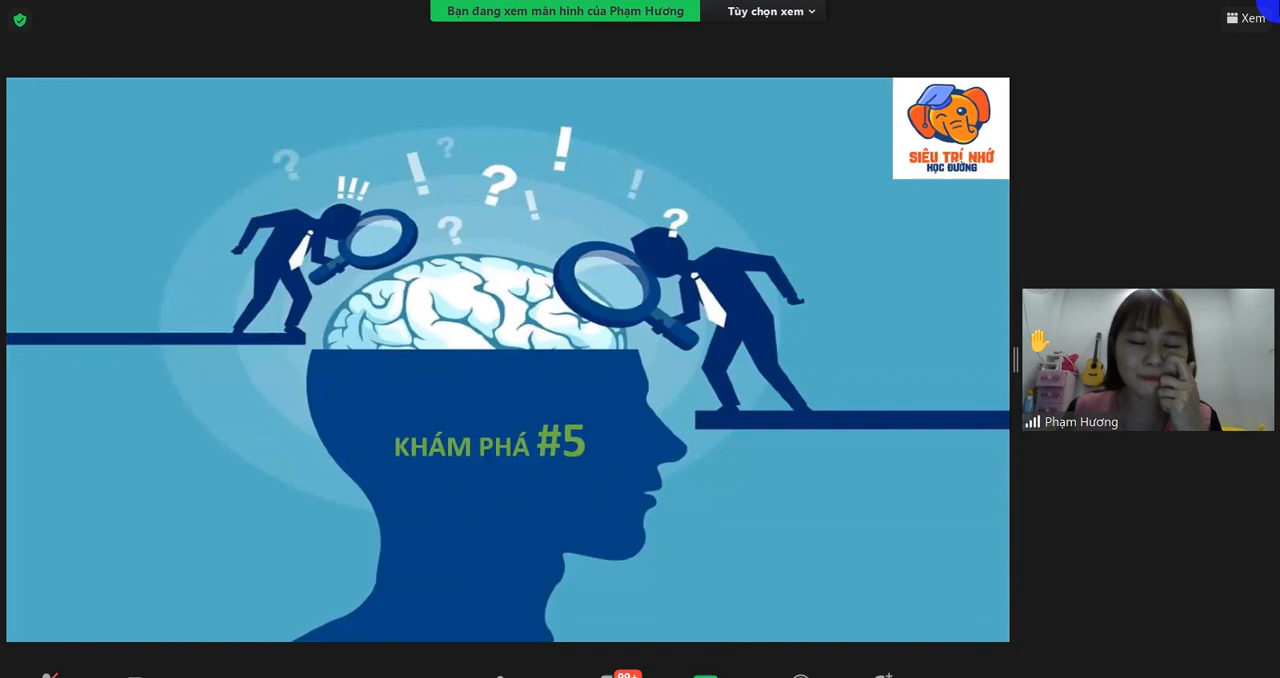 Bạn đang xem màn hình của Phạm Hương
Tùy chọn xem
Xem
SIÊU TRÍ NHỚ
HỌC ĐƯỜNG
!!! ? ! ? ? ! ? ! ! ?
KHÁM PHÁ #5
Phạm Hương
99+